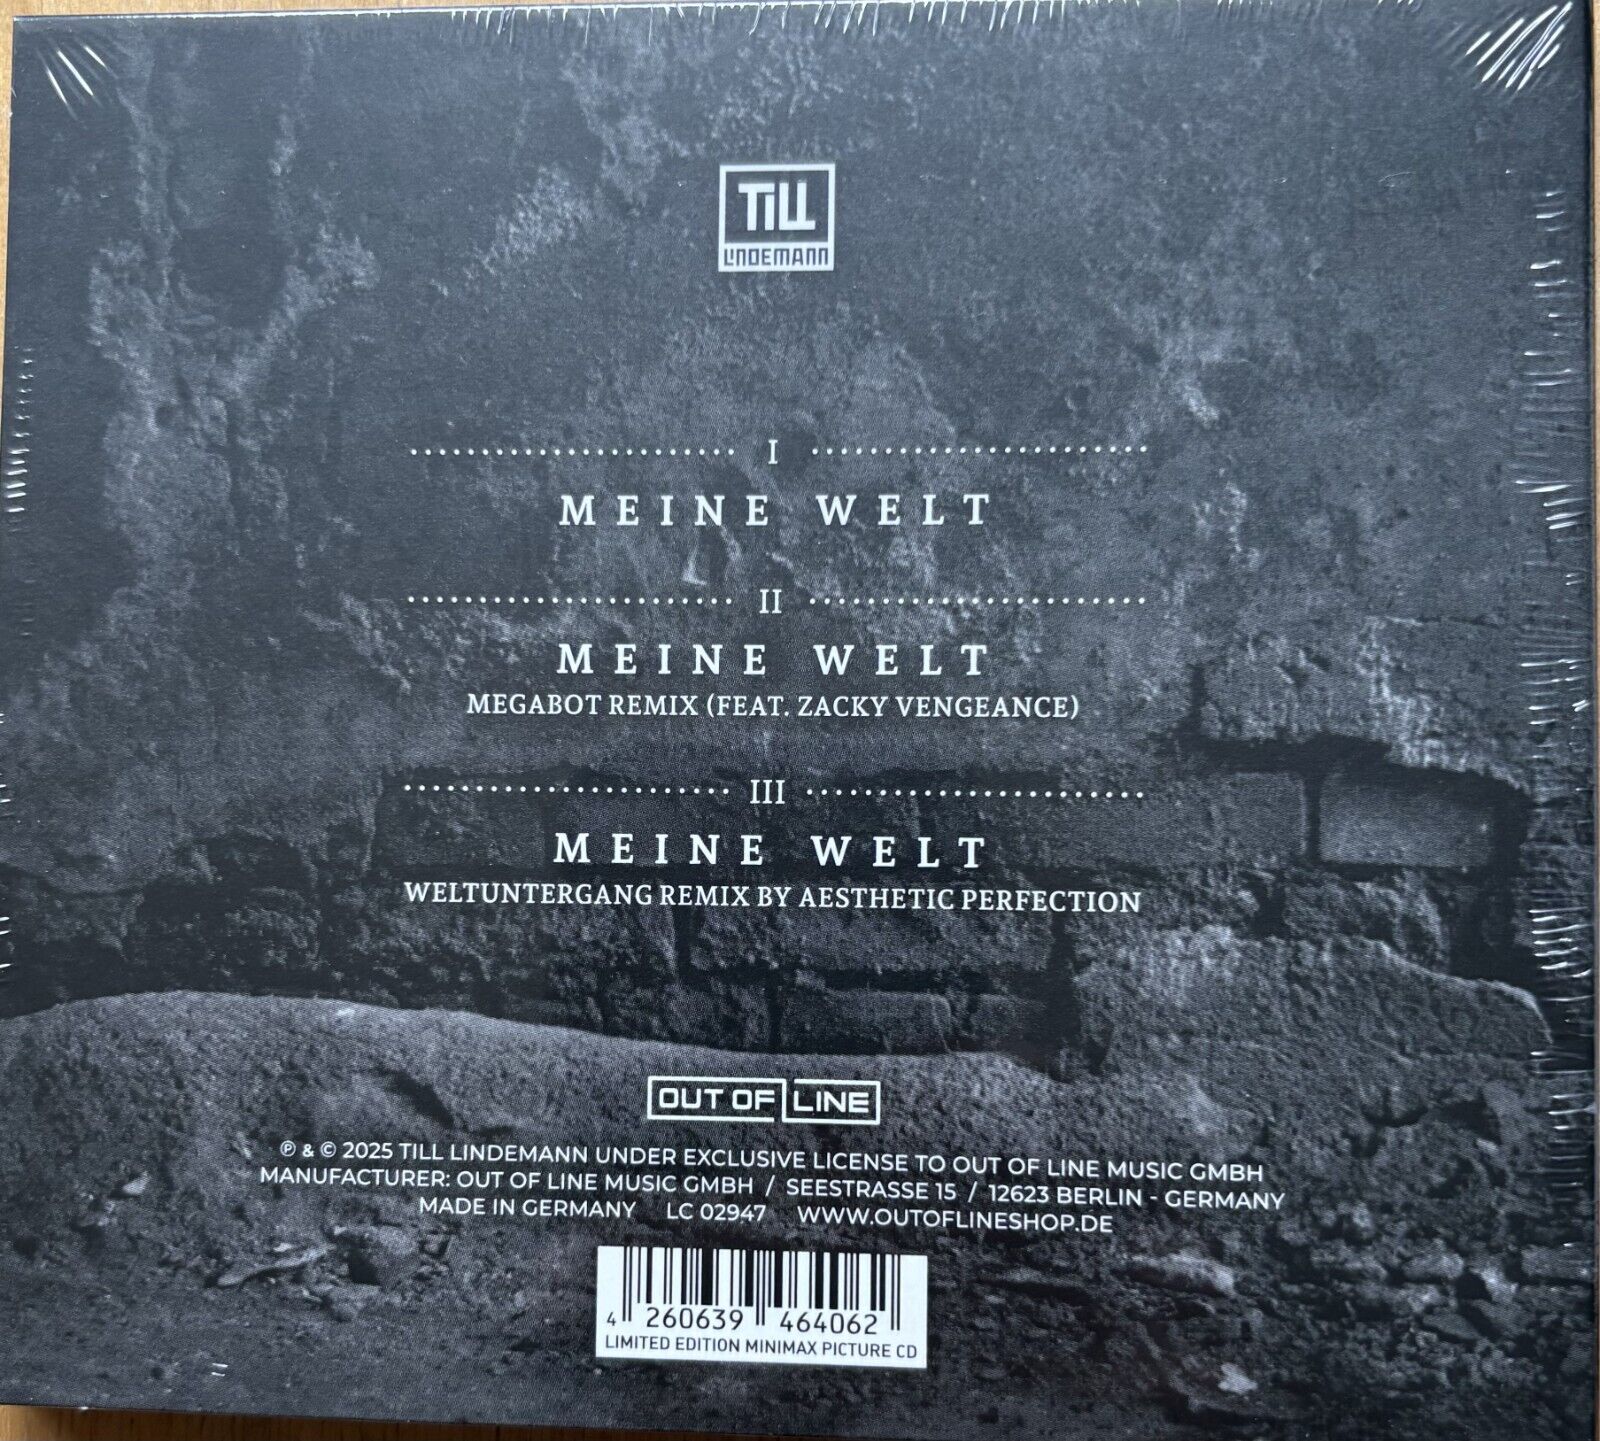 TILL
LINDEMANN
I
MEINE WELT
II
MEINE WELT
MEGABOT REMIX (FEAT. ZACKY VENGEANCE)
III
MEINE WELT
WELTUNTERGANG REMIX BY AESTHETIC PERFECTION
OUT OF LINE
℗ & © 2025 TILL LINDEMANN UNDER EXCLUSIVE LICENSE TO OUT OF LINE MUSIC GMBH
MANUFACTURER: OUT OF LINE MUSIC GMBH / SEESTRASSE 15 / 12623 BERLIN - GERMANY
MADE IN GERMANY LC 02947 WWW.OUTOFLINESHOP.DE
4 260639 464062
LIMITED EDITION MINIMAX PICTURE CD